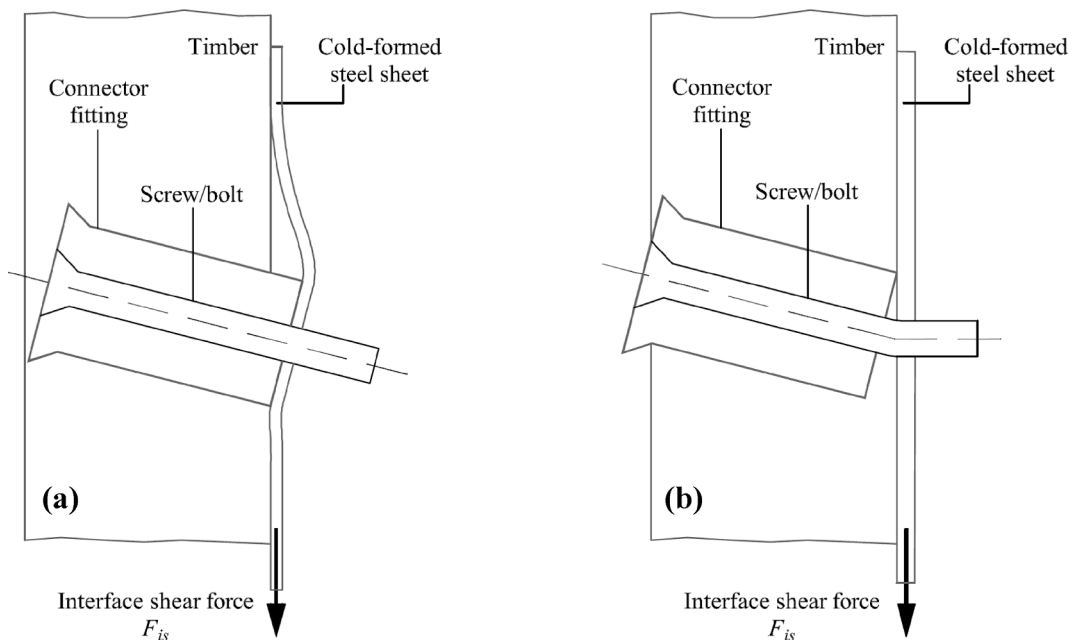 Timber
Cold-formed
steel sheet
Connector
fitting
Screw/bolt
(a)
Interface shear force
F_is
Timber
Cold-formed
steel sheet
Connector
fitting
Screw/bolt
(b)
Interface shear force
F_is